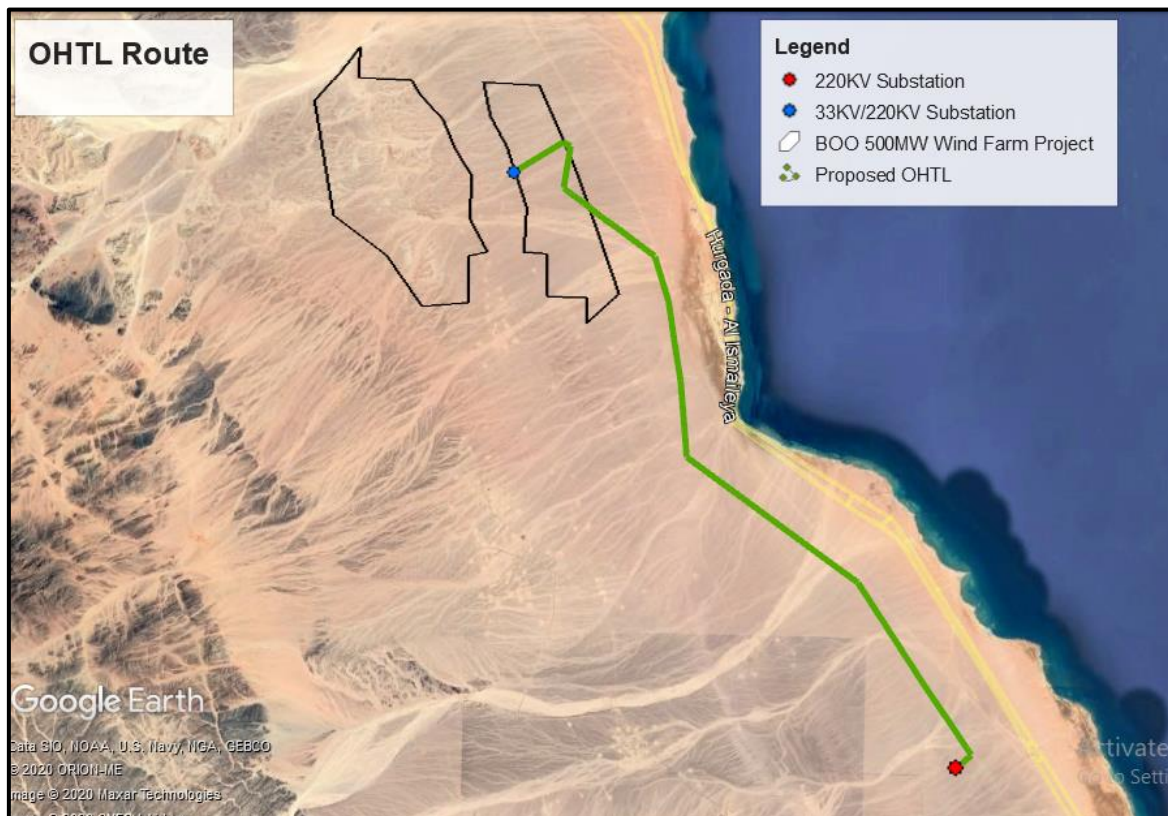 OHTL Route
Legend
220KV Substation
33KV/220KV Substation
BOO 500MW Wind Farm Project
Proposed OHTL
Hurgada - Al Ismaileya
Google Earth
Data SIO, NOAA, U.S. Navy, NGA, GEBCO
© 2020 ORION-ME
Image © 2020 Maxar Technologies